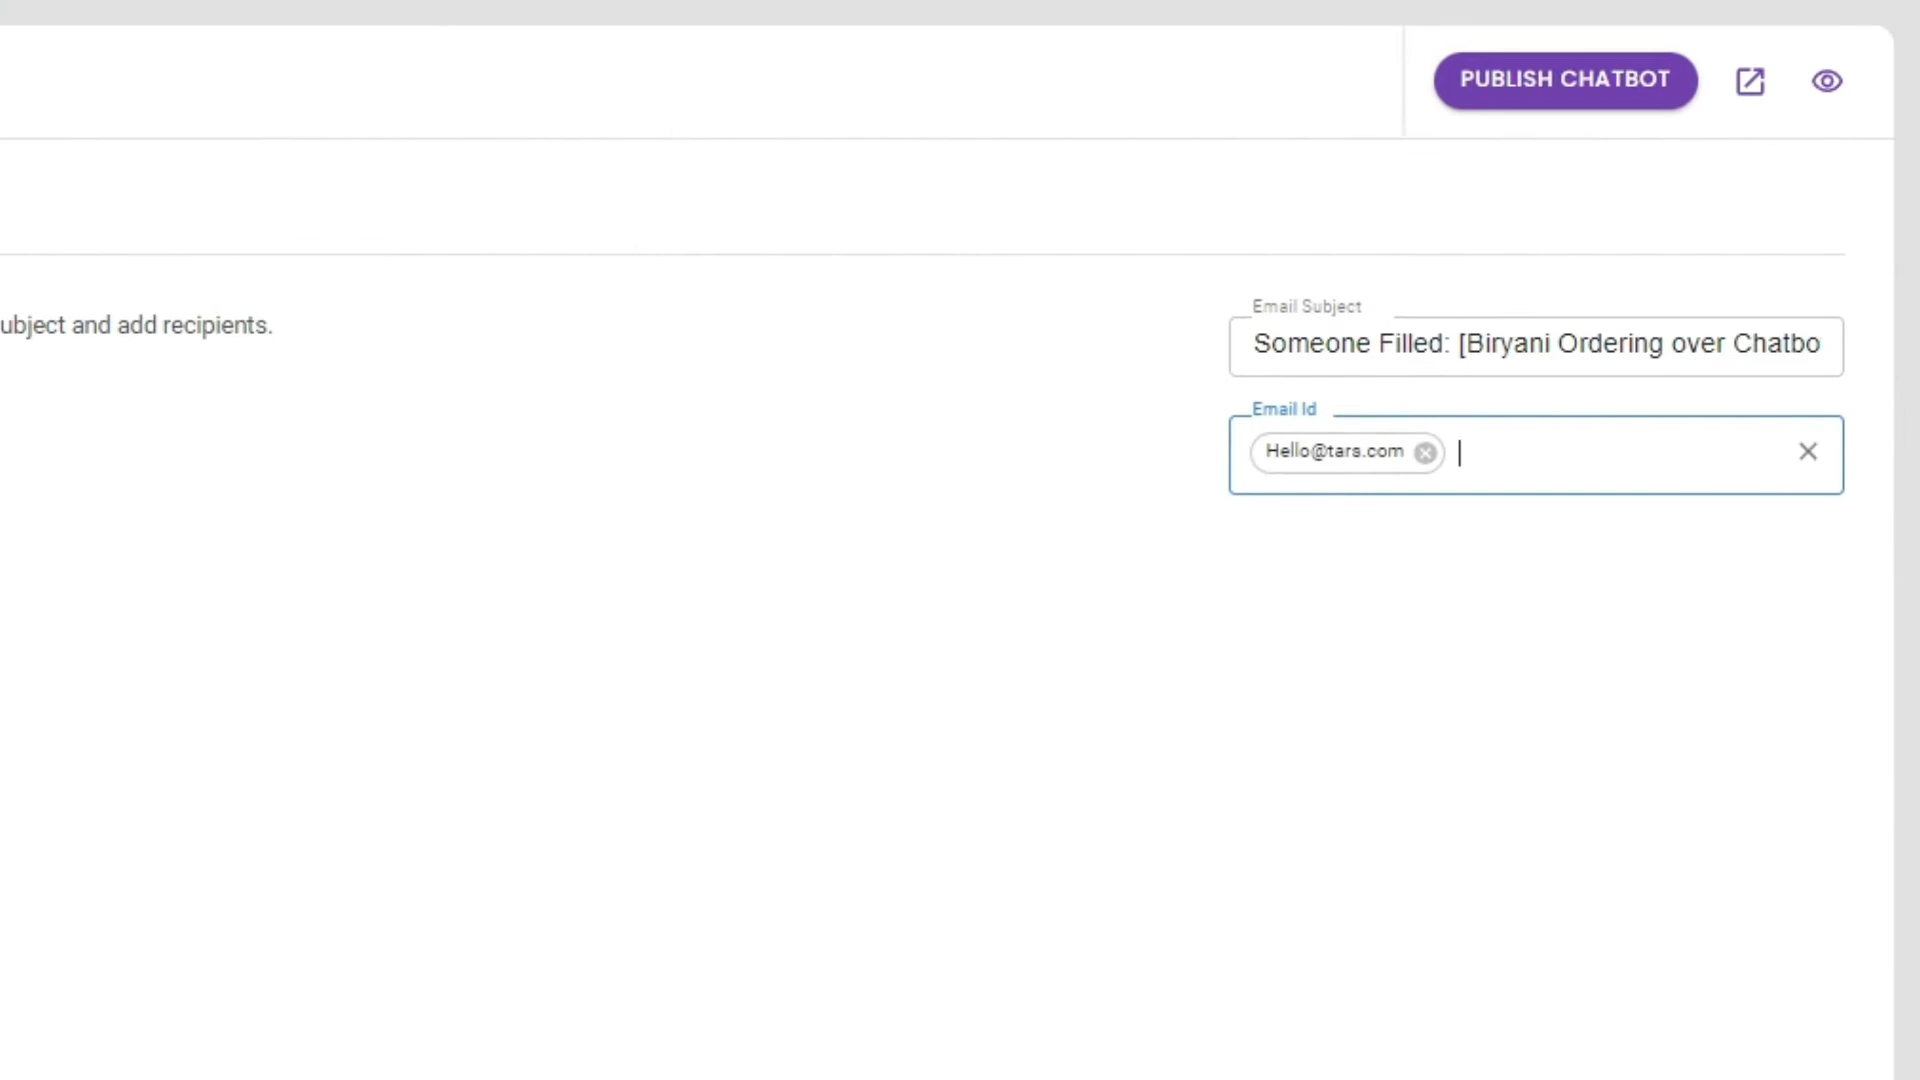 PUBLISH CHATBOT
ubject and add recipients.
Email Subject
Someone Filled: [Biryani Ordering over Chatbo
Email Id
Hello@tars.com